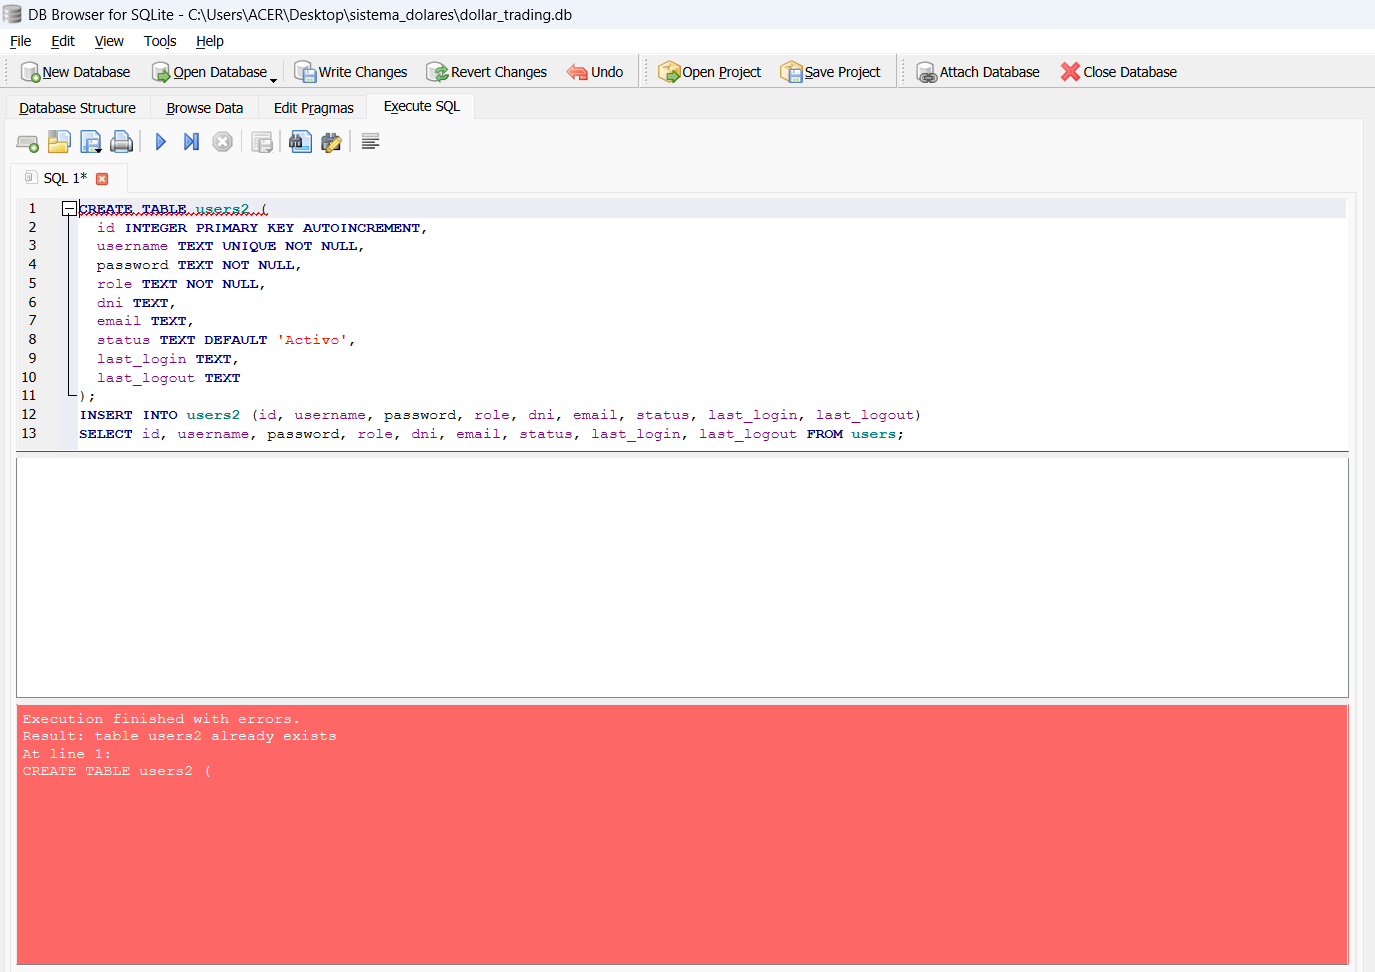 DB Browser for SQLite - C:\Users\ACER\Desktop\sistema_dolares\dollar_trading.db
File Edit View Tools Help
New Database Open Database Write Changes Revert Changes Undo Open Project Save Project Attach Database Close Database
Database Structure Browse Data Edit Pragmas Execute SQL
SQL 1*
1 CREATE TABLE users2 (
2 id INTEGER PRIMARY KEY AUTOINCREMENT,
3 username TEXT UNIQUE NOT NULL,
4 password TEXT NOT NULL,
5 role TEXT NOT NULL,
6 dni TEXT,
7 email TEXT,
8 status TEXT DEFAULT 'Activo',
9 last_login TEXT,
10 last_logout TEXT
11 );
12 INSERT INTO users2 (id, username, password, role, dni, email, status, last_login, last_logout)
13 SELECT id, username, password, role, dni, email, status, last_login, last_logout FROM users;
Execution finished with errors.
Result: table users2 already exists
At line 1:
CREATE TABLE users2 (